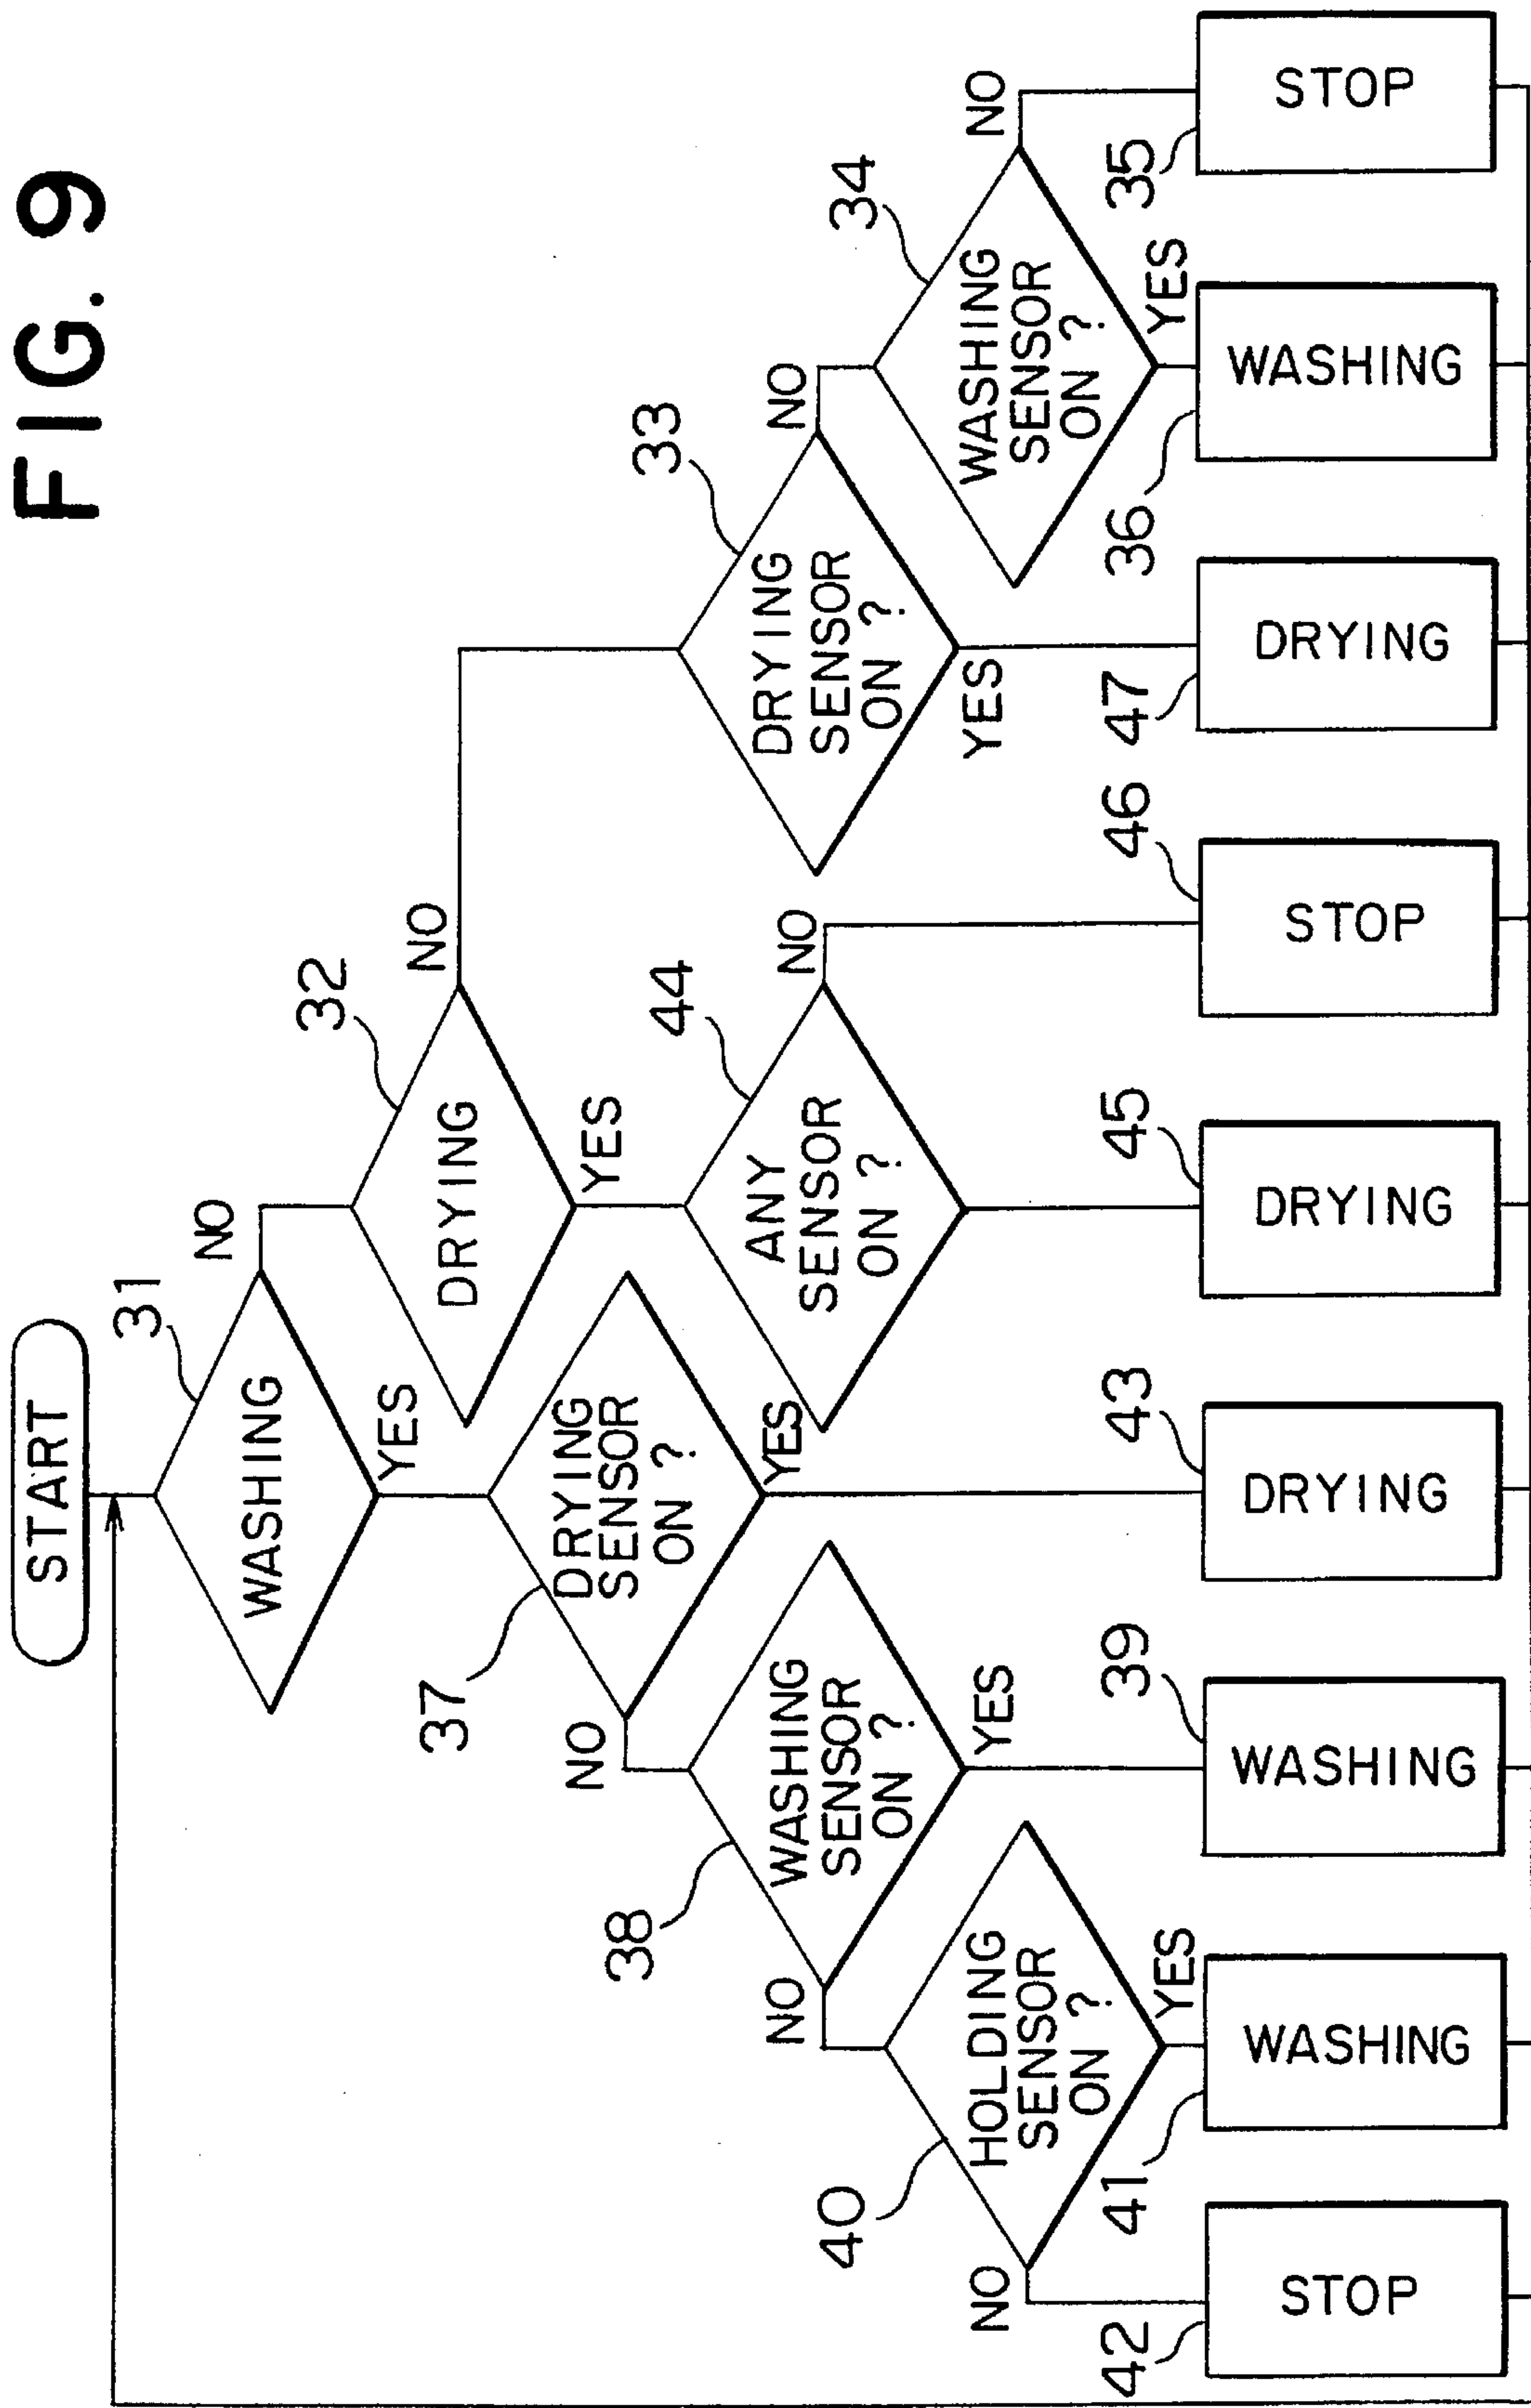 FIG. 9
START
31
WASHING
NO
YES
32
DRYING
NO
YES
37
DRYING
SENSOR
ON ?
NO
YES
33
DRYING
SENSOR
ON ?
NO
YES
38
WASHING
SENSOR
ON ?
NO
YES
44
ANY
SENSOR
ON ?
NO
34
WASHING
SENSOR
ON ?
NO
YES
40
HOLDING
SENSOR
ON ?
NO
YES
42
STOP
41
WASHING
39
WASHING
43
DRYING
45
DRYING
46
STOP
47
DRYING
36
WASHING
35
STOP